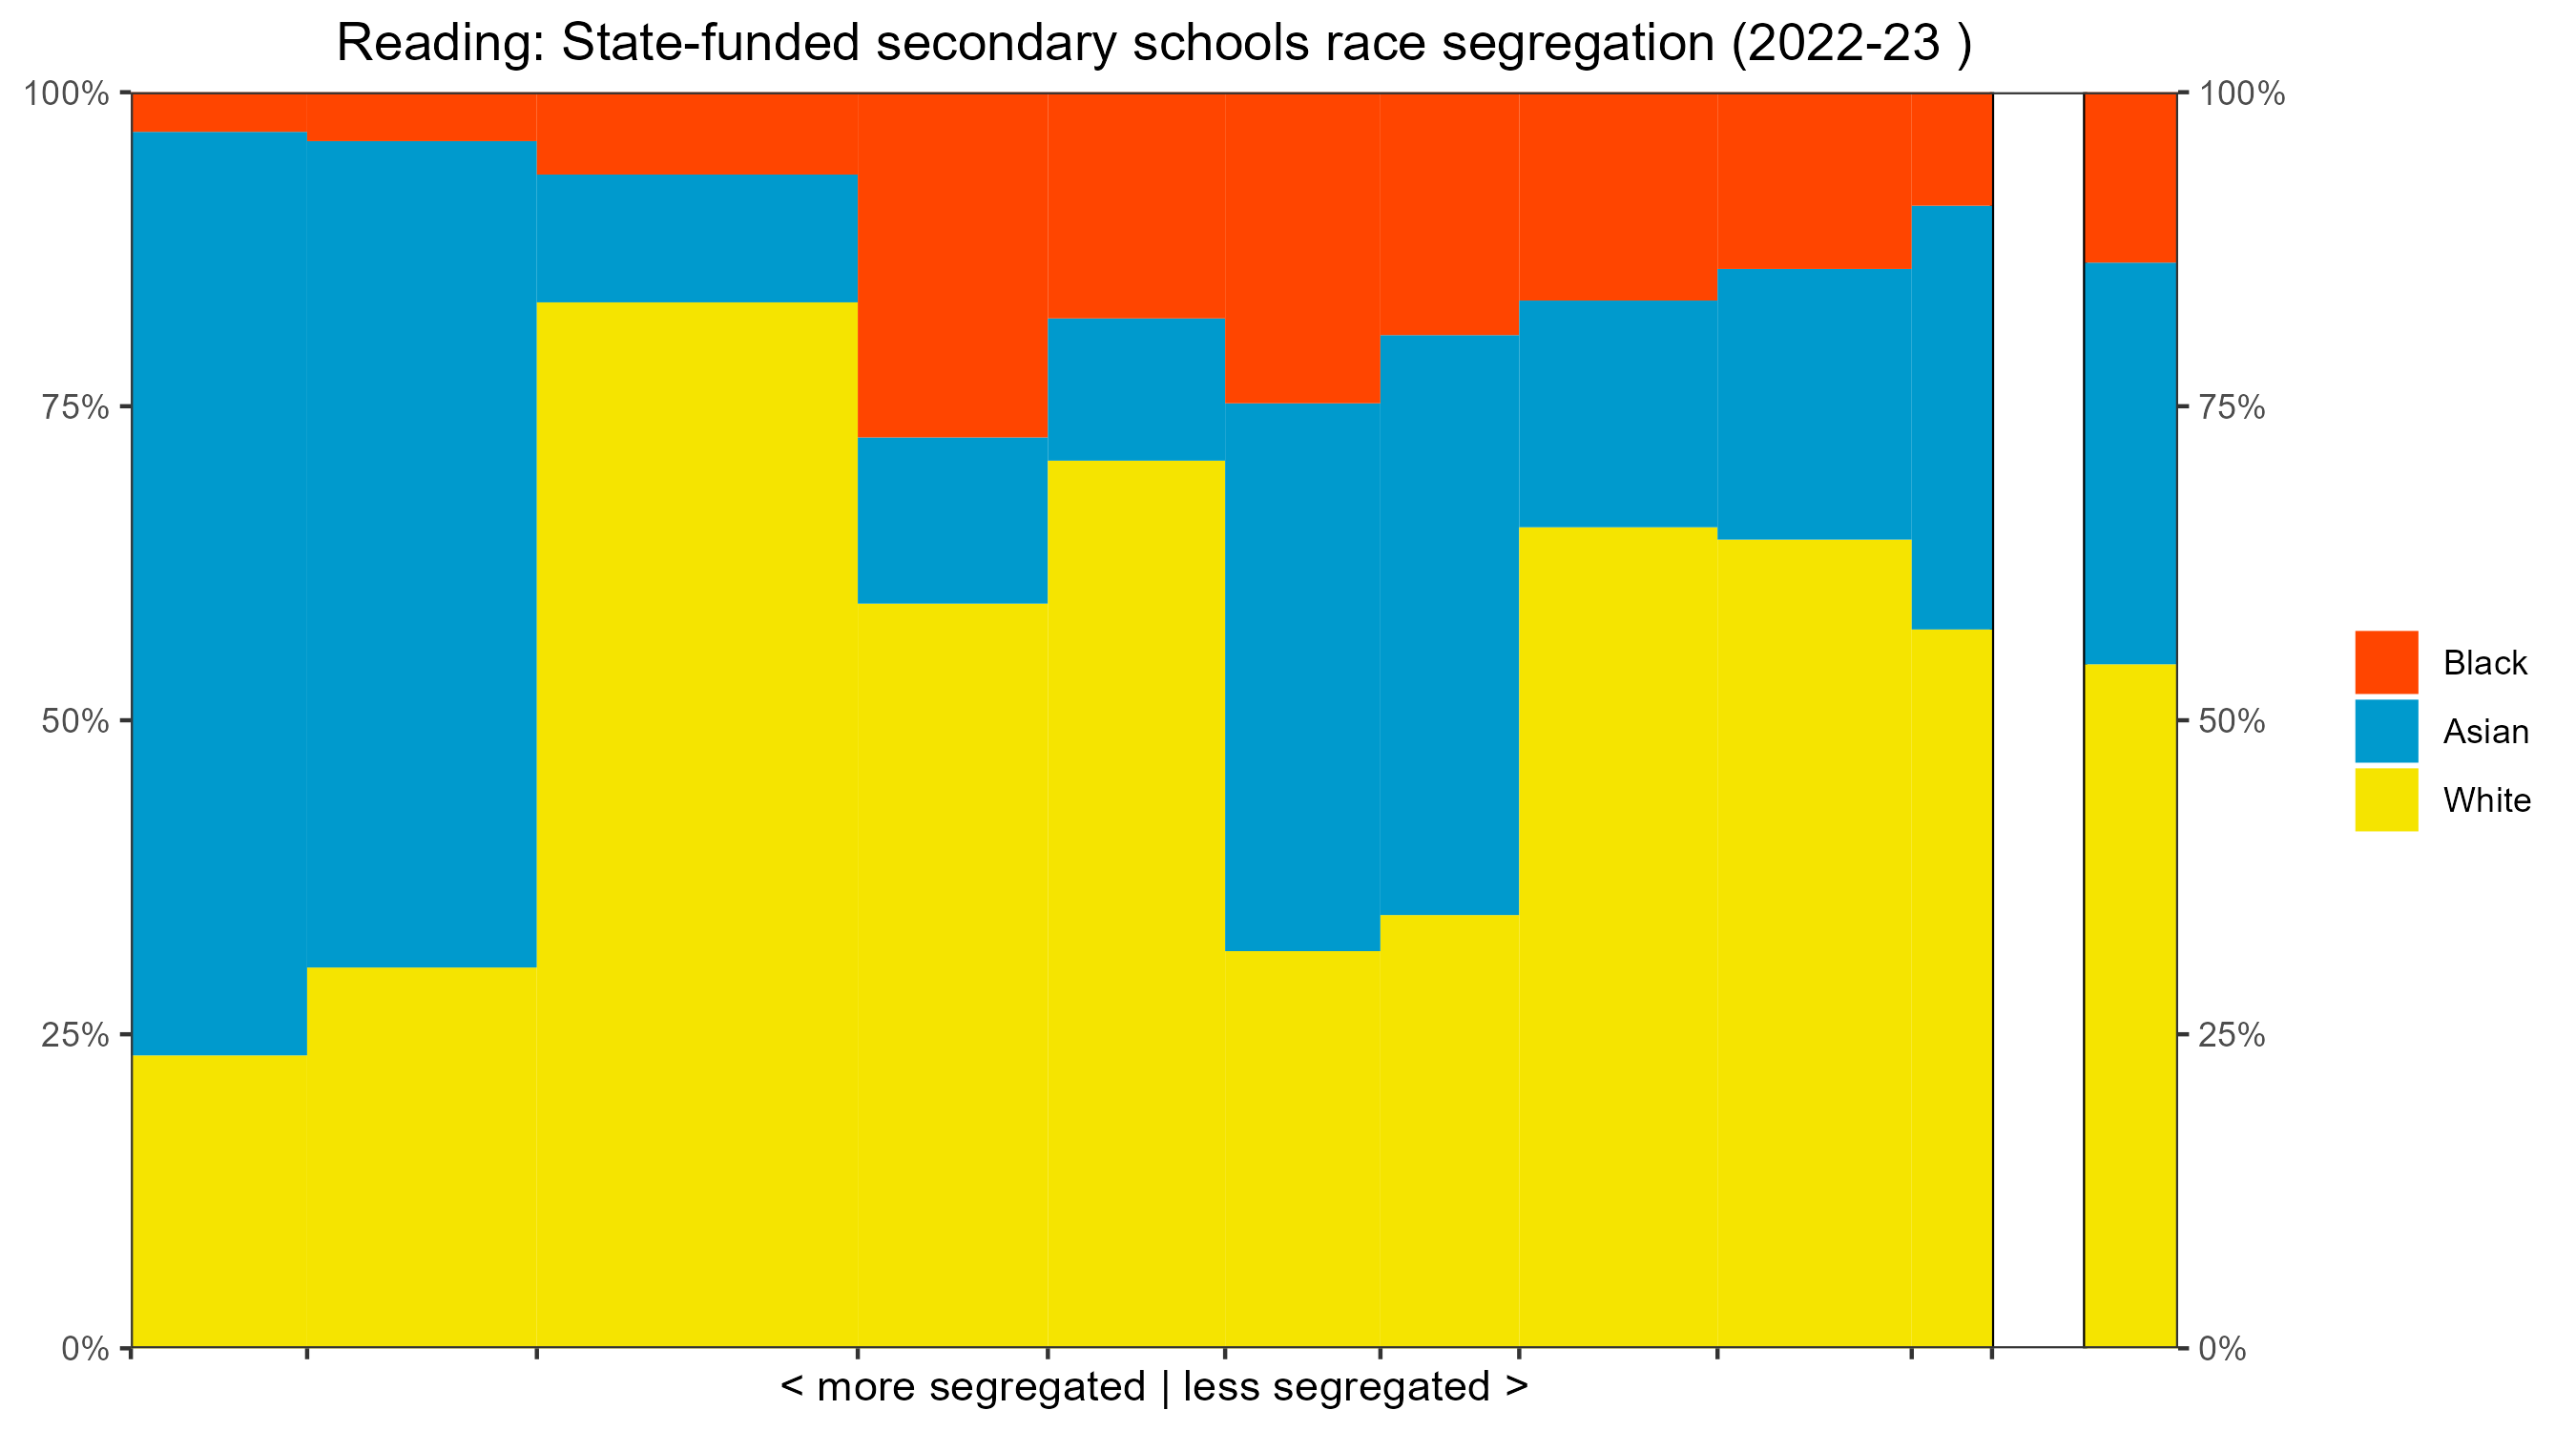 Reading: State-funded secondary schools race segregation (2022-23 )
100%
75%
50%
25%
0%
100%
75%
50%
25%
0%
Black
Asian
White
< more segregated | less segregated >